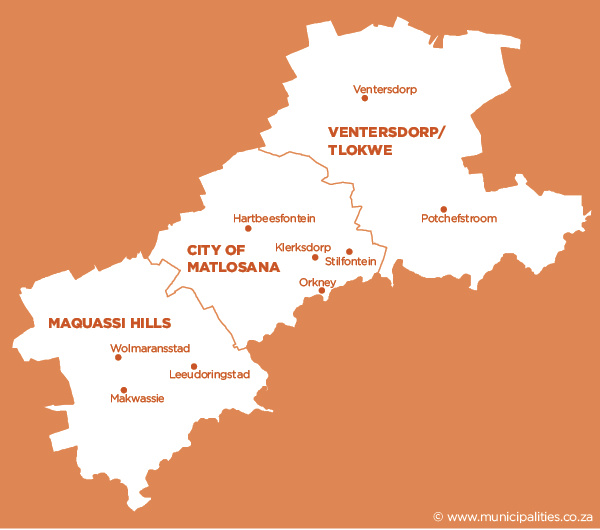 Ventersdorp
VENTERSDORP/
TLOKWE
Potchefstroom
Hartbeesfontein
CITY OF
MATLOSANA
Klerksdorp
Stilfontein
Orkney
MAQUASSI HILLS
Wolmaransstad
Leeudoringstad
Makwassie
© www.municipalities.co.za